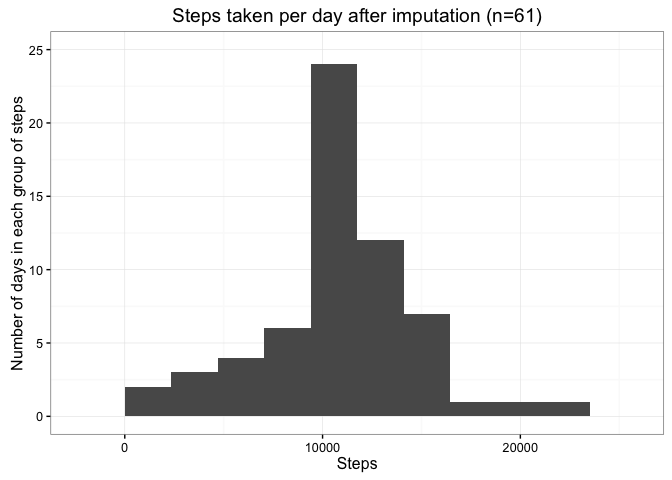 Steps taken per day after imputation (n=61)
Number of days in each group of steps
25
20
15
10
5
0
0 10000 20000
Steps